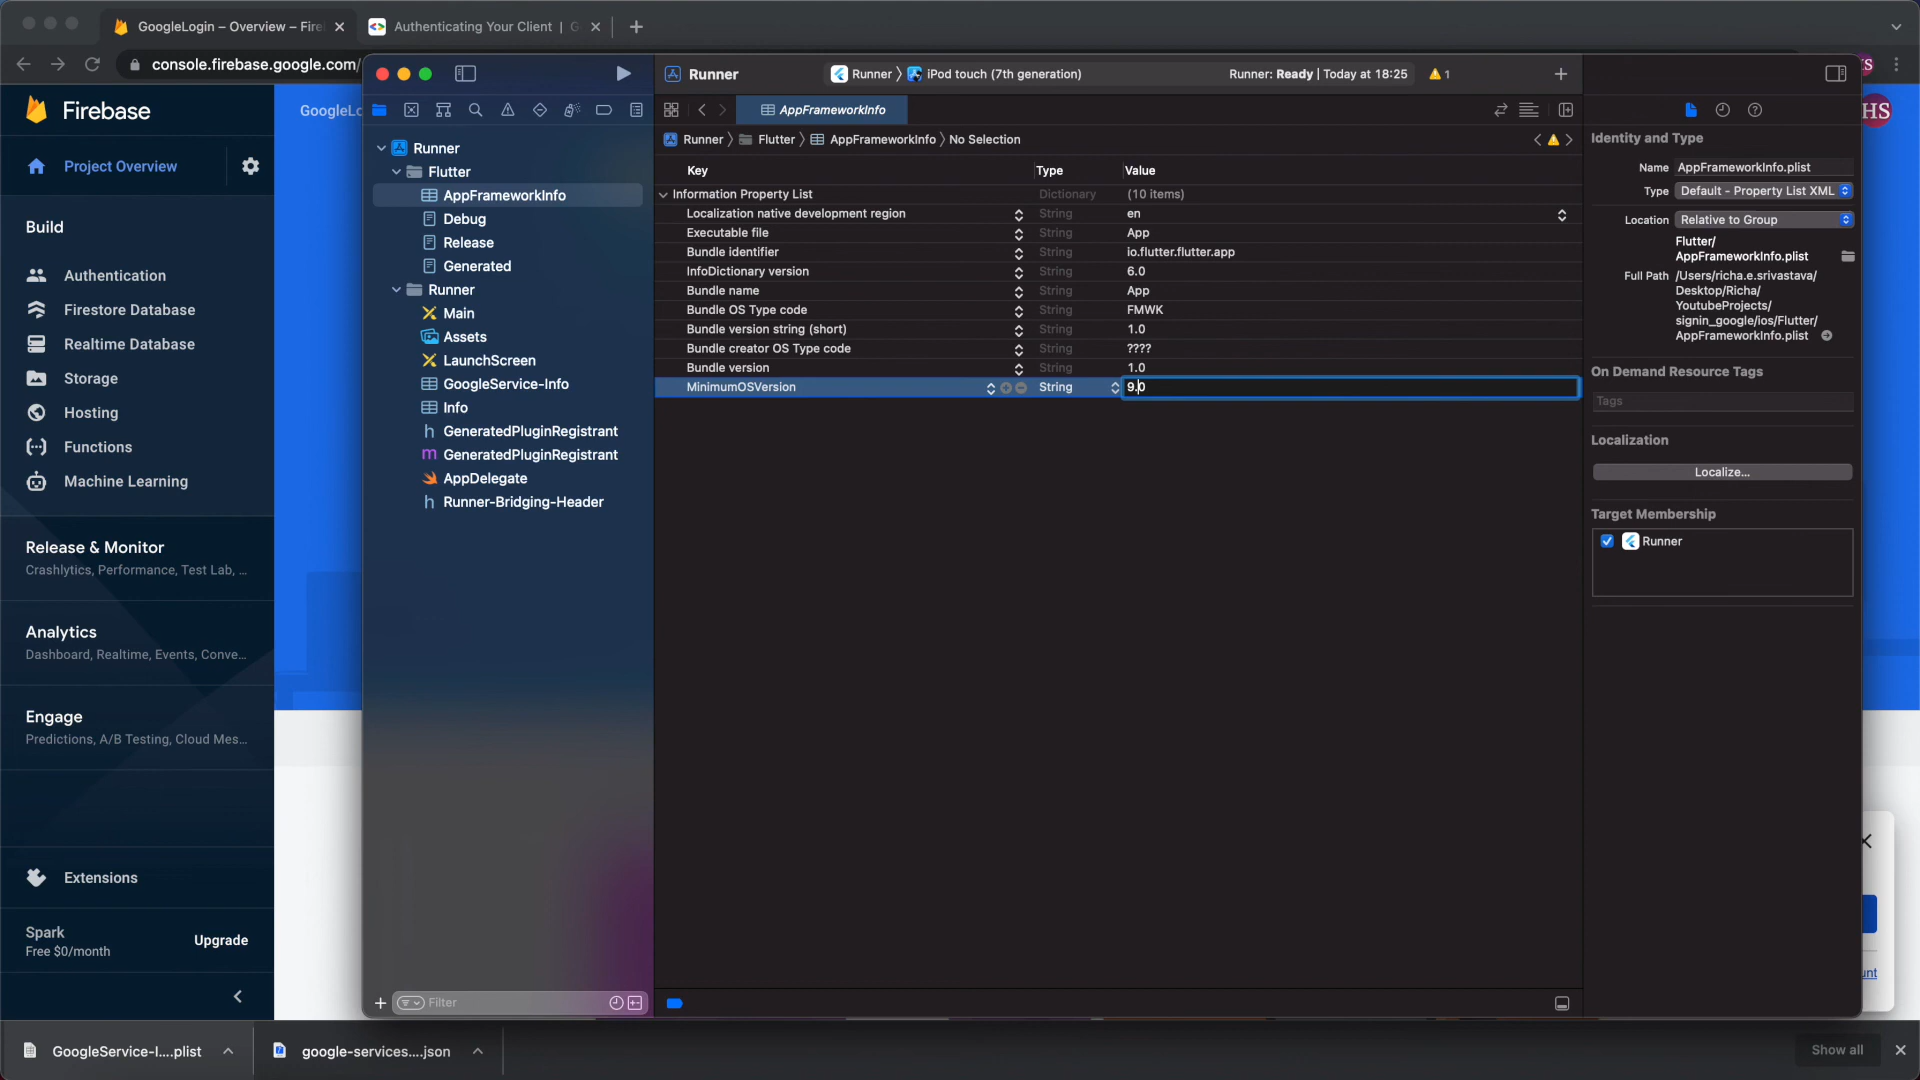 GoogleLogin – Overview – Fire
Authenticating Your Client | G
console.firebase.google.com/
Firebase
Project Overview
Build
Authentication
Firestore Database
Realtime Database
Storage
Hosting
Functions
Machine Learning
Release & Monitor
Crashlytics, Performance, Test Lab, ...
Analytics
Dashboard, Realtime, Events, Conve...
Engage
Predictions, A/B Testing, Cloud Mes...
Extensions
Spark
Free $0/month
Upgrade
GoogleLo
Runner
Flutter
AppFrameworkInfo
Debug
Release
Generated
Runner
Main
Assets
LaunchScreen
GoogleService-Info
Info
GeneratedPluginRegistrant
GeneratedPluginRegistrant
AppDelegate
Runner-Bridging-Header
Filter
Runner
Runner 〉 iPod touch (7th generation)
Runner: Ready | Today at 18:25
1
AppFrameworkInfo
Runner 〉 Flutter 〉 AppFrameworkInfo 〉 No Selection
Key Type Value
Information Property List Dictionary (10 items)
Localization native development region String en
Executable file String App
Bundle identifier String io.flutter.flutter.app
InfoDictionary version String 6.0
Bundle name String App
Bundle OS Type code String FMWK
Bundle version string (short) String 1.0
Bundle creator OS Type code String ????
Bundle version String 1.0
MinimumOSVersion String 9.0
Identity and Type
Name AppFrameworkInfo.plist
Type Default - Property List XML
Location Relative to Group
Flutter/
AppFrameworkInfo.plist
Full Path /Users/richa.e.srivastava/
Desktop/Richa/
YoutubeProjects/
signin_google/ios/Flutter/
AppFrameworkInfo.plist
On Demand Resource Tags
Tags
Localization
Localize...
Target Membership
Runner
HS
unt
GoogleService-I....plist
google-services....json
Show all